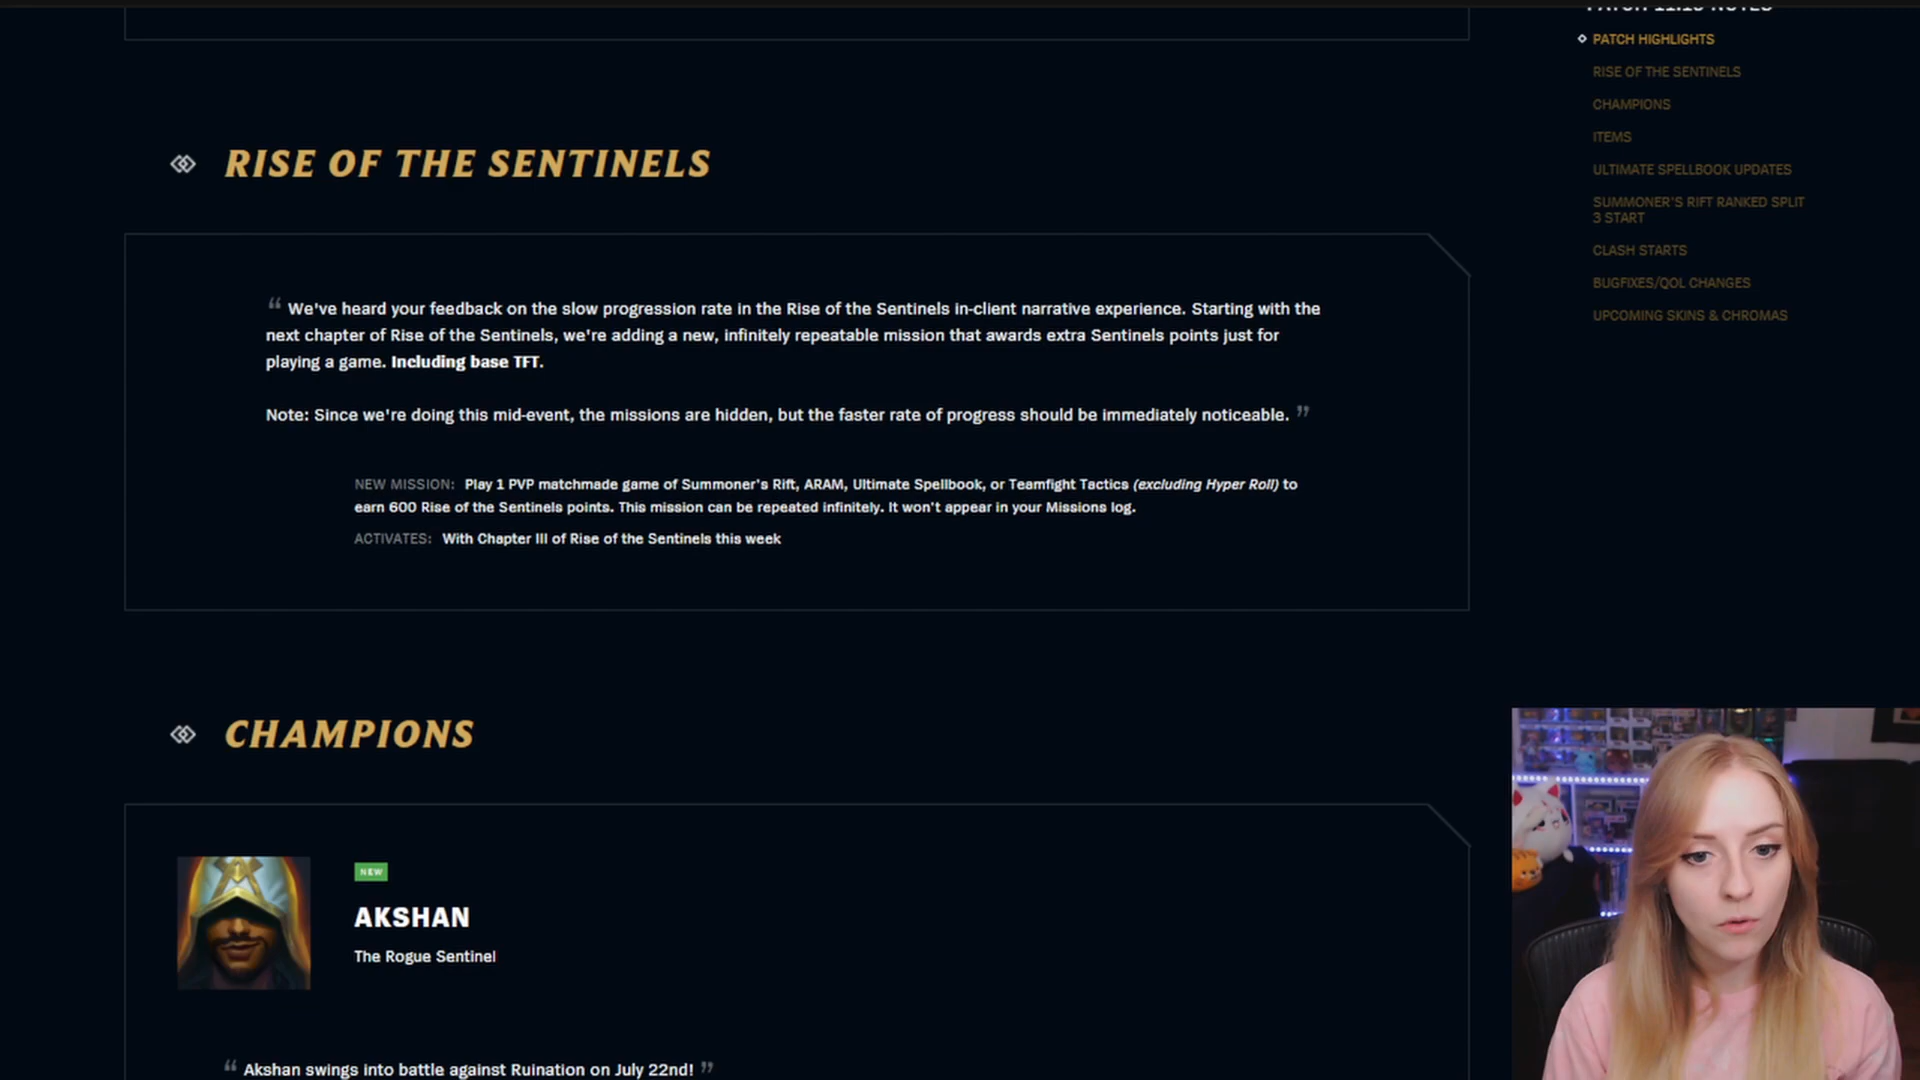 PATCH 11.15 NOTES
PATCH HIGHLIGHTS
RISE OF THE SENTINELS
CHAMPIONS
ITEMS
ULTIMATE SPELLBOOK UPDATES
SUMMONER'S RIFT RANKED SPLIT
3 START
CLASH STARTS
BUGFIXES/QOL CHANGES
UPCOMING SKINS & CHROMAS
RISE OF THE SENTINELS
“ We've heard your feedback on the slow progression rate in the Rise of the Sentinels in-client narrative experience. Starting with the
next chapter of Rise of the Sentinels, we're adding a new, infinitely repeatable mission that awards extra Sentinels points just for
playing a game. Including base TFT.
Note: Since we're doing this mid-event, the missions are hidden, but the faster rate of progress should be immediately noticeable. ”
NEW MISSION: Play 1 PVP matchmade game of Summoner's Rift, ARAM, Ultimate Spellbook, or Teamfight Tactics (excluding Hyper Roll) to
earn 600 Rise of the Sentinels points. This mission can be repeated infinitely. It won't appear in your Missions log.
ACTIVATES: With Chapter III of Rise of the Sentinels this week
CHAMPIONS
NEW
AKSHAN
The Rogue Sentinel
“ Akshan swings into battle against Ruination on July 22nd! ”